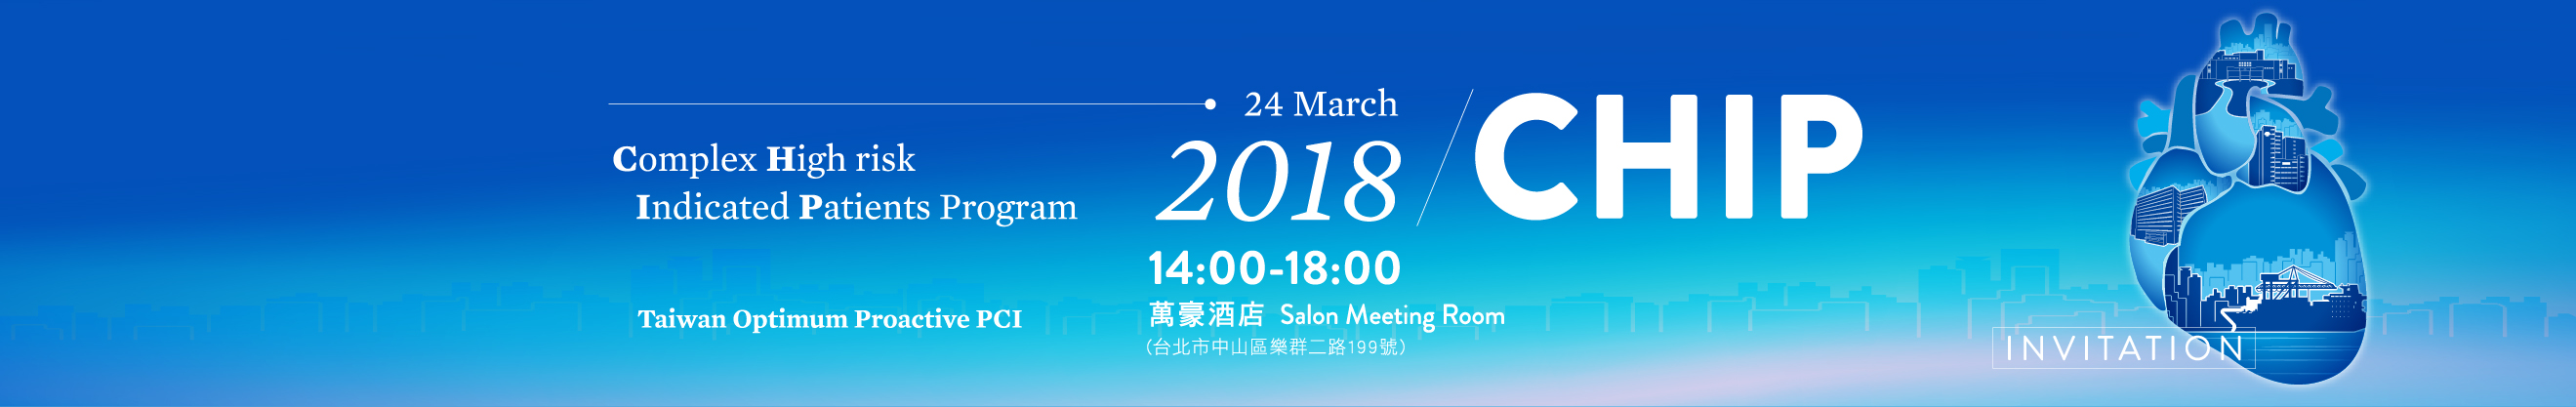 Complex High risk
Indicated Patients Program
Taiwan Optimum Proactive PCI
24 March
2018
CHIP
14:00-18:00
萬豪酒店 Salon Meeting Room
(台北市中山區樂群二路199號)
INVITATION